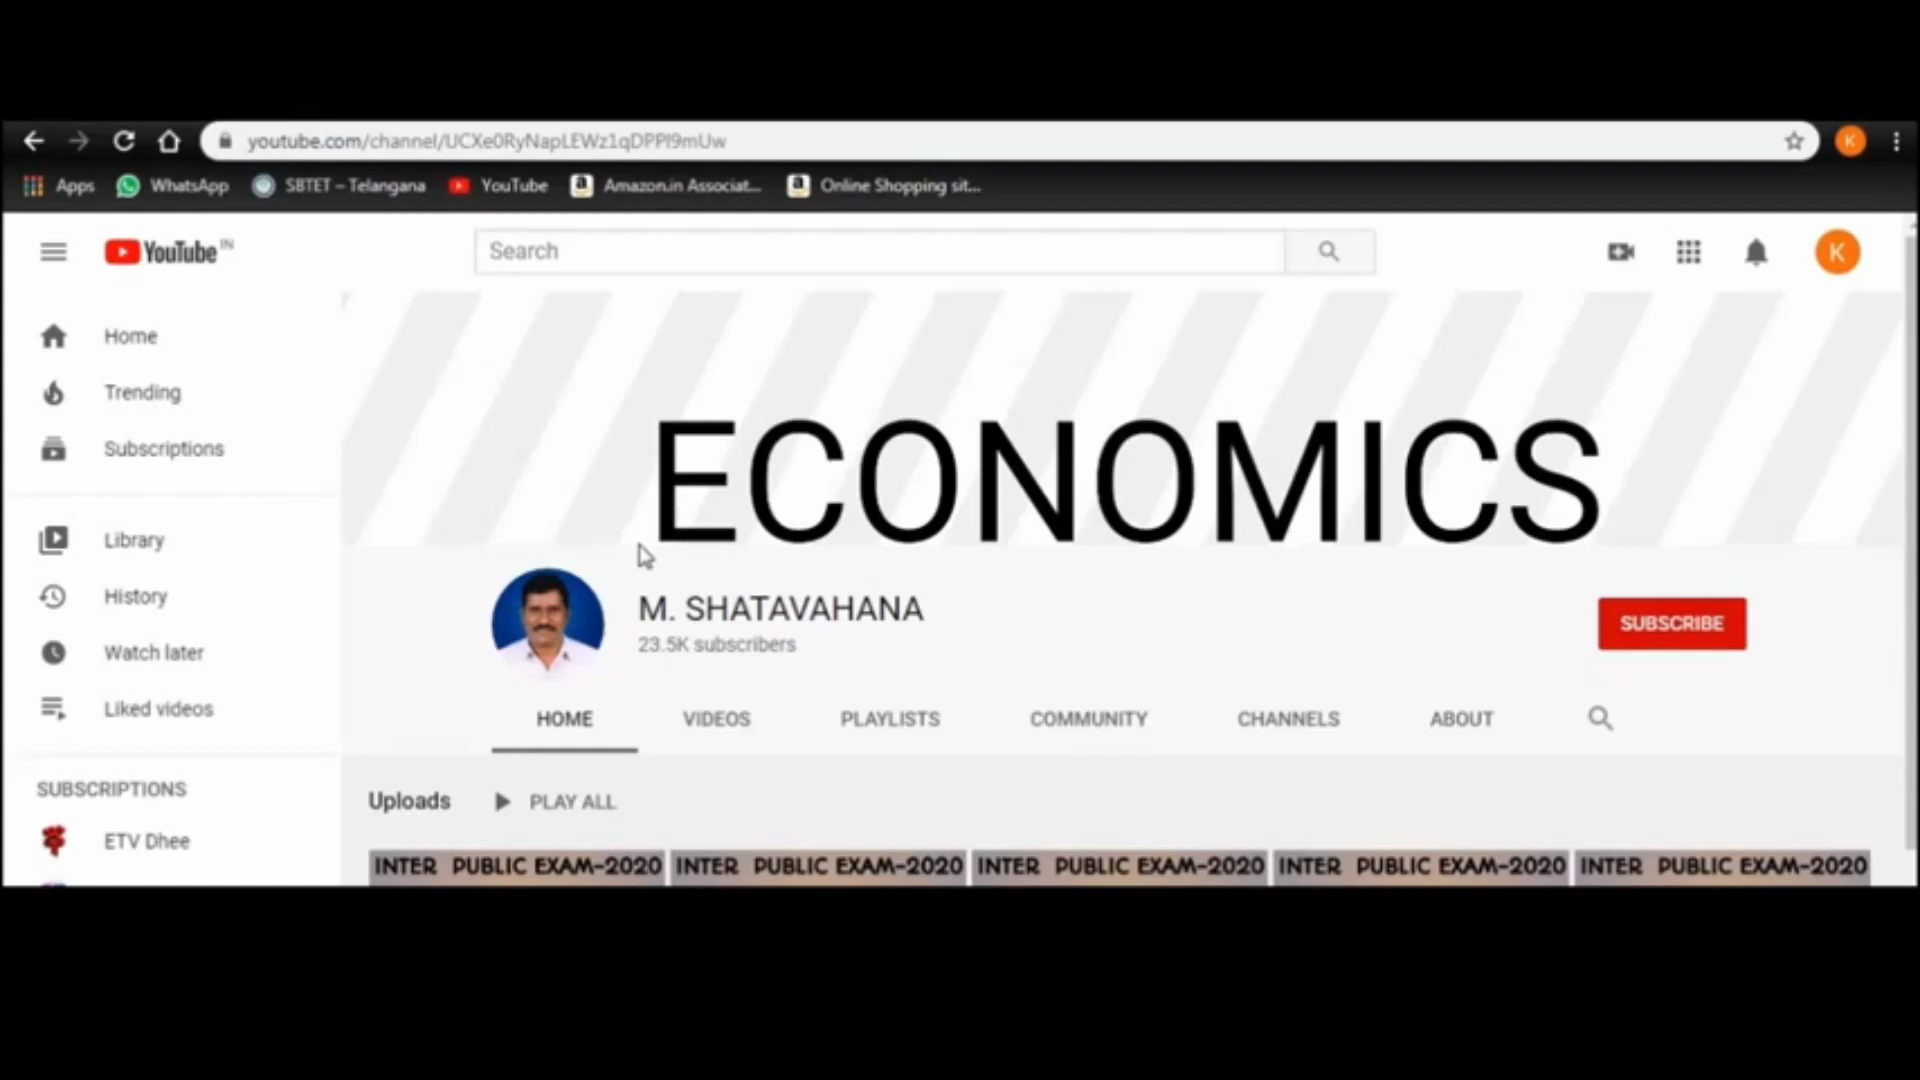 youtube.com/channel/UCXe0RyNapLEWz1qDPPI9mUw
K
Apps WhatsApp SBTET – Telangana YouTube Amazon.in Associat... Online Shopping sit...
YouTube IN
Search
K
Home
Trending
Subscriptions
Library
History
Watch later
Liked videos
SUBSCRIPTIONS
ETV Dhee
ECONOMICS
M. SHATAVAHANA
23.5K subscribers
SUBSCRIBE
HOME VIDEOS PLAYLISTS COMMUNITY CHANNELS ABOUT
Uploads PLAY ALL
INTER PUBLIC EXAM-2020 INTER PUBLIC EXAM-2020 INTER PUBLIC EXAM-2020 INTER PUBLIC EXAM-2020 INTER PUBLIC EXAM-2020